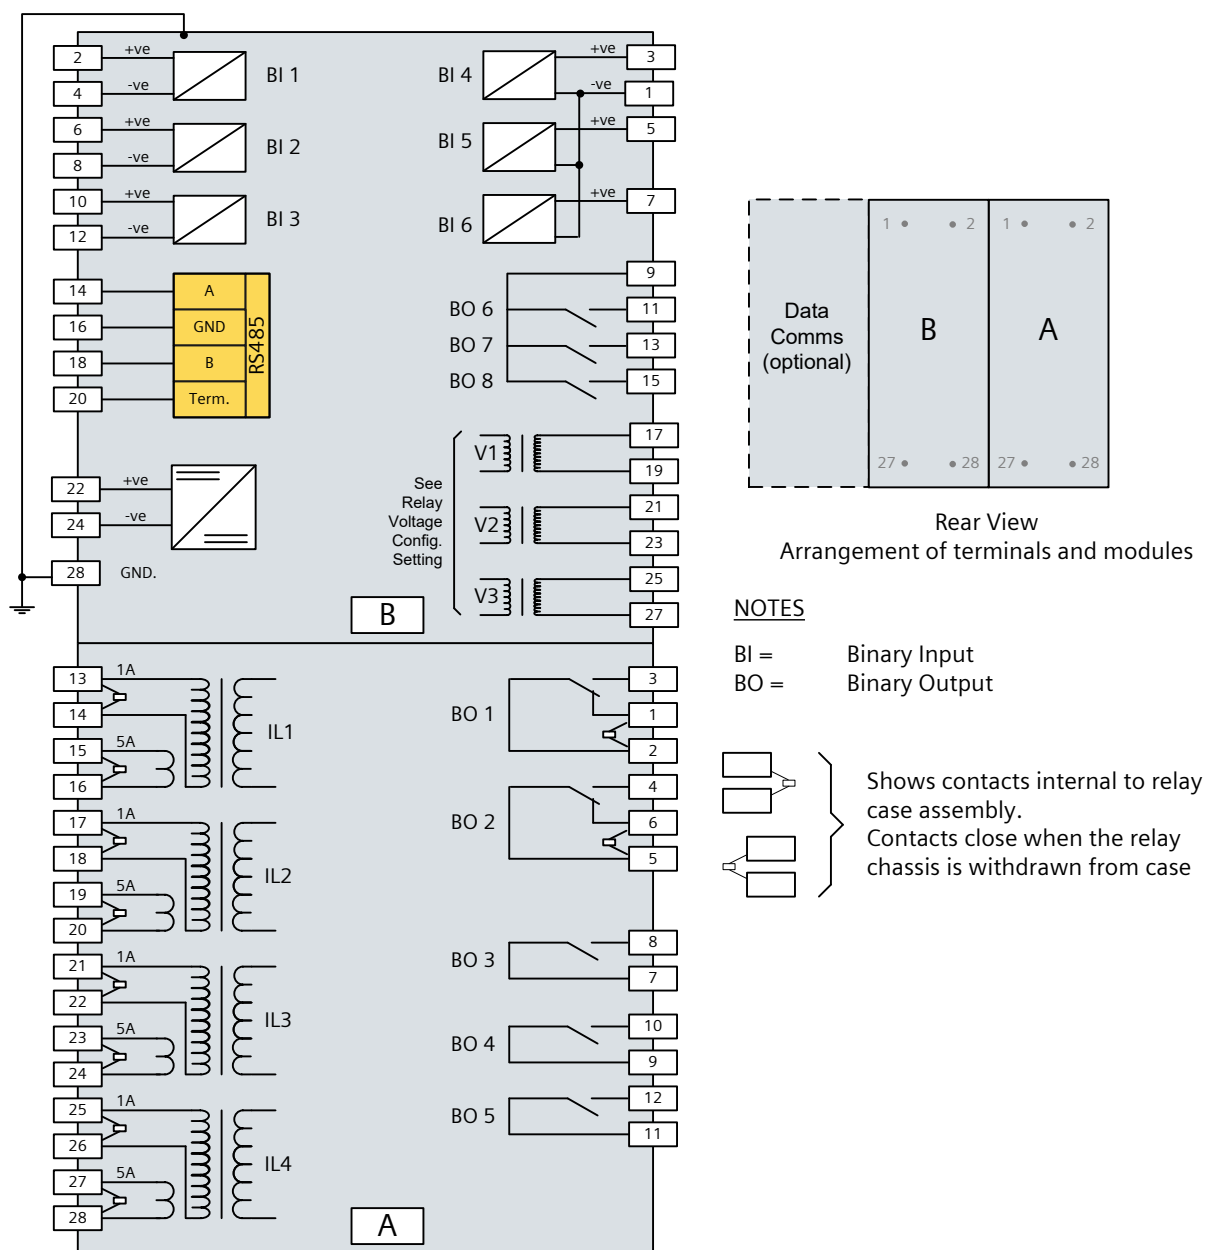 2 +ve
BI 1
4 -ve
6 +ve
BI 2
8 -ve
10 +ve
BI 3
12 -ve
14 A
16 GND
18 B
20 Term.
RS485
22 +ve
24 -ve
28 GND.
BI 4
+ve 3
-ve 1
BI 5
+ve 5
BI 6
+ve 7
9
BO 6 11
BO 7 13
BO 8 15
See
Relay
Voltage
Config.
Setting
V1
17
19
V2
21
23
V3
25
27
B
13 1A
14
15 5A
16
IL1
17 1A
18
19 5A
20
IL2
21 1A
22
23 5A
24
IL3
25 1A
26
27 5A
28
IL4
BO 1
3
1
2
BO 2
4
6
5
BO 3
8
7
BO 4
10
9
BO 5
12
11
A
Data
Comms
(optional)
1 2
B
27 28
1 2
A
27 28
Rear View
Arrangement of terminals and modules
NOTES
BI = Binary Input
BO = Binary Output
Shows contacts internal to relay
case assembly.
Contacts close when the relay
chassis is withdrawn from case